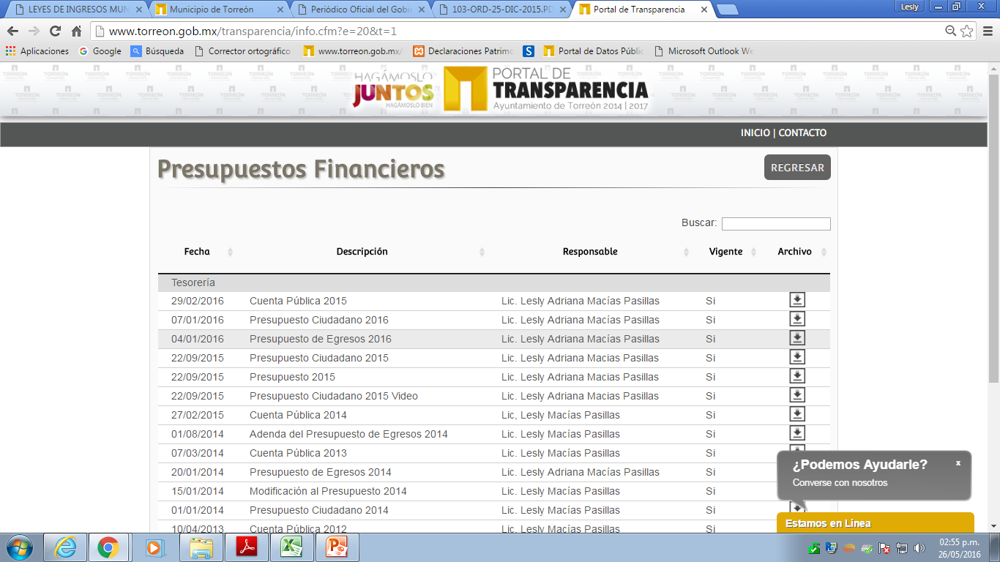 LEYES DE INGRESOS MUN
Municipio de Torreón
Periódico Oficial del Gobie
103-ORD-25-DIC-2015.PD
Portal de Transparencia
Lesly
www.torreon.gob.mx/transparencia/info.cfm?e=20&t=1
Aplicaciones
Google
Búsqueda
Corrector ortográfico
www.torreon.gob.mx/
Declaraciones Patrimo
S
Portal de Datos Públic
Microsoft Outlook We
HAGÁMOSLO
JUNTOS
HAGÁMOSLO BIEN
PORTAL DE
TRANSPARENCIA
Ayuntamiento de Torreón 2014 | 2017
INICIO | CONTACTO
Presupuestos Financieros
REGRESAR
Buscar:
Fecha Descripción Responsable Vigente Archivo
Tesorería
29/02/2016 Cuenta Pública 2015 Lic. Lesly Adriana Macías Pasillas Si
07/01/2016 Presupuesto Ciudadano 2016 Lic. Lesly Adriana Macías Pasillas Si
04/01/2016 Presupuesto de Egresos 2016 Lic. Lesly Adriana Macías Pasillas Si
22/09/2015 Presupuesto Ciudadano 2015 Lic. Lesly Adriana Macias Pasillas Si
22/09/2015 Presupuesto 2015 Lic. Lesly Adriana Macias Pasillas Si
22/09/2015 Presupuesto Ciudadano 2015 Video Lic. Lesly Adriana Macias Pasillas Si
27/02/2015 Cuenta Pública 2014 Lic, Lesly Macías Pasillas Si
01/08/2014 Adenda del Presupuesto de Egresos 2014 Lic. Lesly Macías Pasillas Si
07/03/2014 Cuenta Pública 2013 Lic. Lesly Macías Pasillas Si
20/01/2014 Presupuesto de Egresos 2014 Lic. Lesly Macías Pasillas Si
15/01/2014 Modificación al Presupuesto 2014 Lic. Lesly Macías Pasillas Si
01/01/2014 Presupuesto Ciudadano 2014 Lic. Lesly Macías Pasillas Si
10/04/2013 Cuenta Pública 2012 Lic. Lesly Macías Pasillas Si
¿Podemos Ayudarle? x
Converse con nosotros
Estamos en Línea
02:55 p.m.
26/05/2016